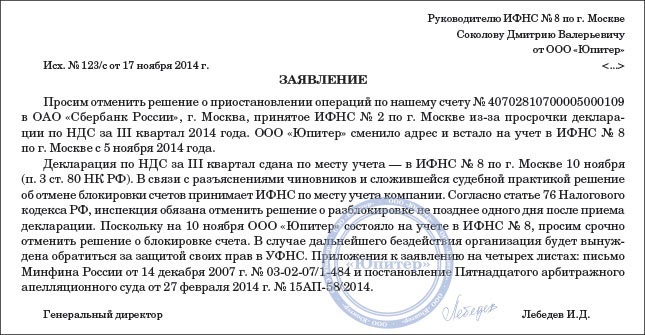 Руководителю ИФНС № 8 по г. Москве
Соколову Дмитрию Валерьевичу
от ООО «Юпитер»
Исх. № 123/с от 17 ноября 2014 г. <...>
ЗАЯВЛЕНИЕ
Просим отменить решение о приостановлении операций по нашему счету № 40702810700005000109
в ОАО «Сбербанк России», г. Москва, принятое ИФНС № 2 по г. Москве из-за просрочки деклара-
ции по НДС за III квартал 2014 года. ООО «Юпитер» сменило адрес и встало на учет в ИФНС № 8
по г. Москве с 5 ноября 2014 года.
Декларация по НДС за III квартал сдана по месту учета — в ИФНС № 8 по г. Москве 10 ноября
(п. 3 ст. 80 НК РФ). В связи с разъяснениями чиновников и сложившейся судебной практикой решение
об отмене блокировки счетов принимает ИФНС по месту учета компании. Согласно статье 76 Налогового
кодекса РФ, инспекция обязана отменить решение о разблокировке не позднее одного дня после приема
декларации. Поскольку на 10 ноября ООО «Юпитер» состояло на учете в ИФНС № 8, просим срочно
отменить решение о блокировке счета. В случае дальнейшего бездействия организация будет вынуж-
дена обратиться за защитой своих прав в УФНС. Приложения к заявлению на четырех листах: письмо
Минфина России от 14 декабря 2007 г. № 03-02-07/1-484 и постановление Пятнадцатого арбитражного
апелляционного суда от 27 февраля 2014 г. № 15АП-58/2014.
«Юпитер»
Генеральный директор Лебедев Лебедев И.Д.